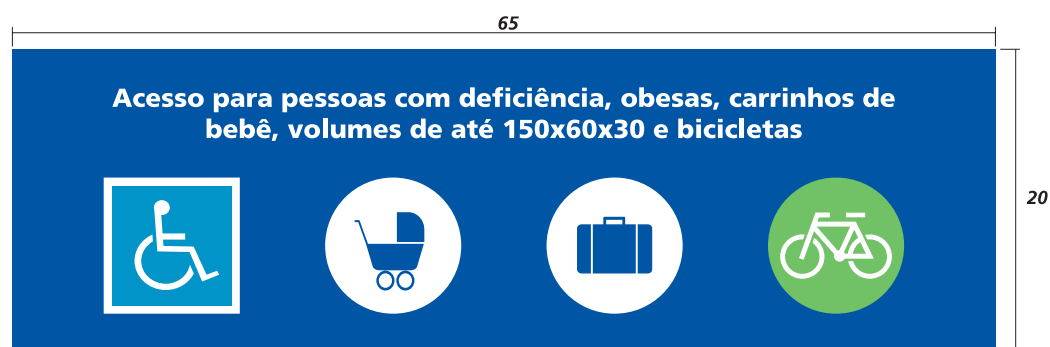 65
Acesso para pessoas com deficiência, obesas, carrinhos de
bebê, volumes de até 150x60x30 e bicicletas
20